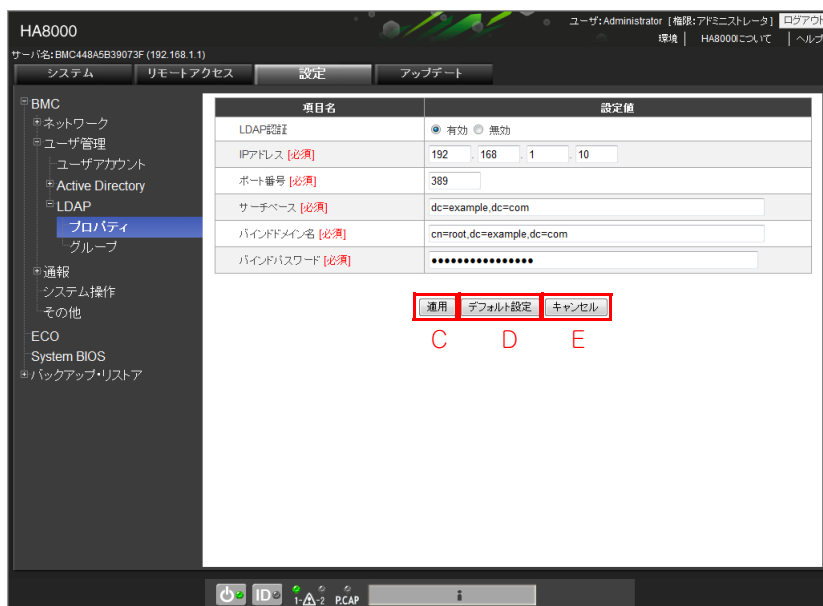 HA8000
ユーザ:Administrator [権限:アドミニストレータ] ログアウト
環境 | HA8000について | ヘルプ
サーバ名:BMC448A5B39073F (192.168.1.1)
システム リモートアクセス 設定 アップデート
BMC
ネットワーク
ユーザ管理
ユーザアカウント
Active Directory
LDAP
プロパティ
グループ
通報
システム操作
その他
ECO
System BIOS
バックアップ・リストア
項目名 設定値
LDAP認証 有効 無効
IPアドレス [必須] 192 . 168 . 1 . 10
ポート番号 [必須] 389
サーチベース [必須] dc=example,dc=com
バインドドメイン名 [必須] cn=root,dc=example,dc=com
バインドパスワード [必須] ●●●●●●●●●●●●●●●●
適用 デフォルト設定 キャンセル
C D E
ID 1-2 P.CAP i